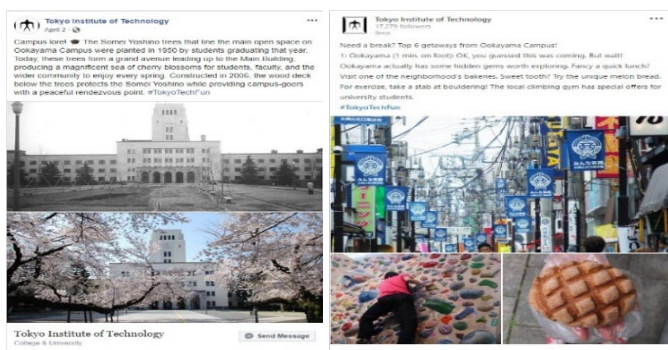 Tokyo Institute of Technology
April 2
Campus lore! 🎓 The Somei Yoshino trees that line the main open space on
Ookayama Campus were planted in 1950 by students graduating that year.
Today, these trees form a grand avenue leading up to the Main Building,
producing a magnificent sea of cherry blossoms for students, faculty, and the
wider community to enjoy every spring. Constructed in 2006, the wood deck
below the trees protects the Somei Yoshino while providing campus-goers
with a peaceful rendezvous point. #TokyoTechFun
Tokyo Institute of Technology
College & University
Send Message
Tokyo Institute of Technology
followers
Need a break? Top 6 getaways from Ookayama Campus!
1: Ookayama (1 min. on foot) OK, you guessed this was coming. But wait!
Ookayama actually has some hidden gems worth exploring. Fancy a quick lunch?
Visit one of the neighborhood's bakeries. Sweet tooth? Try the unique melon bread.
For exercise, take a stab at bouldering! The local climbing gym has special offers for
university students.
#TokyoTechFun